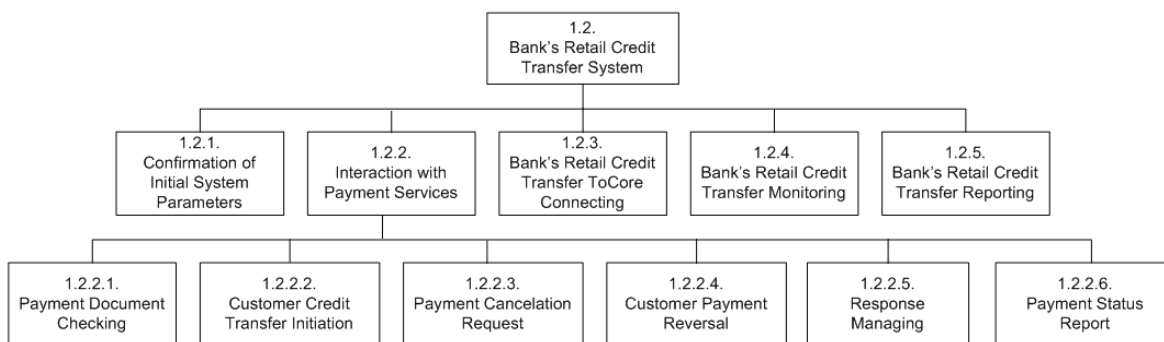 1.2.
Bank's Retail Credit
Transfer System
1.2.1.
Confirmation of
Initial System
Parameters
1.2.2.
Interaction with
Payment Services
1.2.3.
Bank's Retail Credit
Transfer ToCore
Connecting
1.2.4.
Bank's Retail Credit
Transfer Monitoring
1.2.5.
Bank's Retail Credit
Transfer Reporting
1.2.2.1.
Payment Document
Checking
1.2.2.2.
Customer Credit
Transfer Initiation
1.2.2.3.
Payment Cancelation
Request
1.2.2.4.
Customer Payment
Reversal
1.2.2.5.
Response
Managing
1.2.2.6.
Payment Status
Report